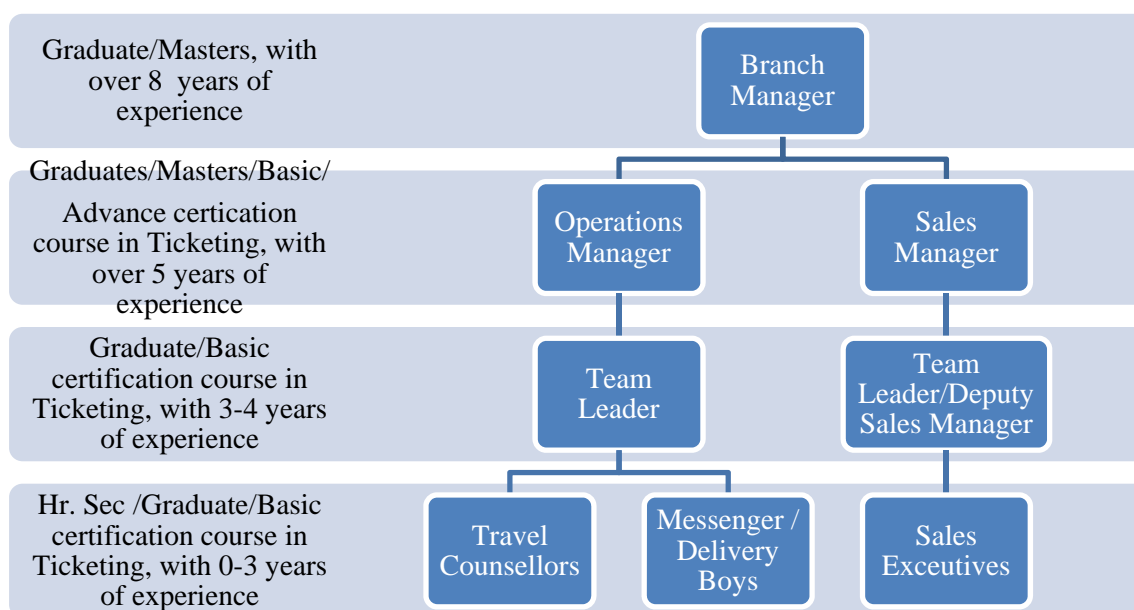 Graduate/Masters, with
over 8  years of
experience
Branch
Manager
Graduates/Masters/Basic/
Advance certication
course in Ticketing, with
over 5 years of
experience
Operations
Manager
Sales
Manager
Graduate/Basic
certification course in
Ticketing, with 3-4 years
of experience
Team
Leader
Team
Leader/Deputy
Sales Manager
Hr. Sec /Graduate/Basic
certification course in
Ticketing, with 0-3 years
of experience
Travel
Counsellors
Messenger /
Delivery
Boys
Sales
Exceutives